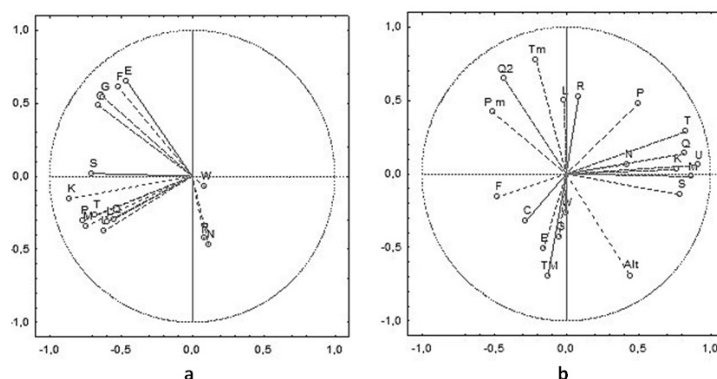 1,0
0,5
0,0
-0,5
-1,0
-1,0 -0,5 0,0 0,5 1,0
F E
G
S
K
W
T
N
a
1,0
0,5
0,0
-0,5
-1,0
-1,0 -0,5 0,0 0,5 1,0
Tm
Q2
P m
L R
P
T
Q
N
K U
M
S
F
C
E
TM
Alt
b